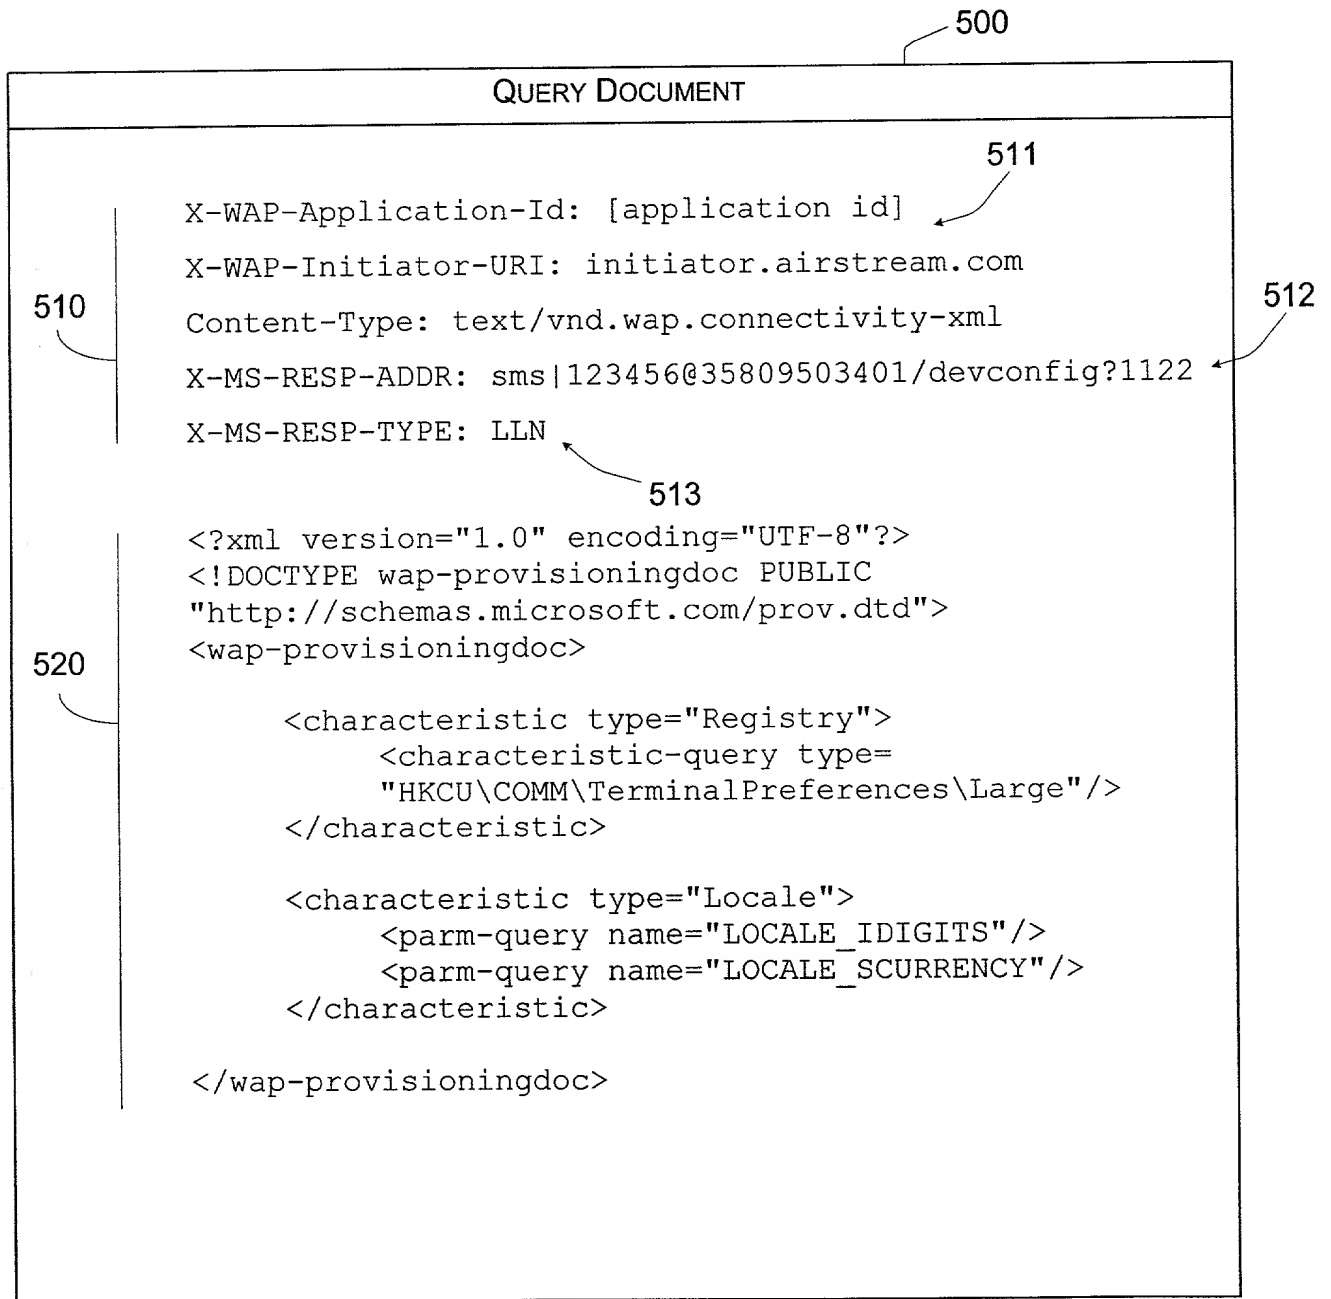 500
QUERY DOCUMENT
511
X-WAP-Application-Id: [application id]
X-WAP-Initiator-URI: initiator.airstream.com
510
512
Content-Type: text/vnd.wap.connectivity-xml
X-MS-RESP-ADDR: sms|123456@35809503401/devconfig?1122
X-MS-RESP-TYPE: LLN
513
<?xml version="1.0" encoding="UTF-8"?>
<!DOCTYPE wap-provisioningdoc PUBLIC
"http://schemas.microsoft.com/prov.dtd">
<wap-provisioningdoc>
520
<characteristic type="Registry">
<characteristic-query type=
"HKCU\COMM\TerminalPreferences\Large"/>
</characteristic>
<characteristic type="Locale">
<parm-query name="LOCALE_IDIGITS"/>
<parm-query name="LOCALE_SCURRENCY"/>
</characteristic>
</wap-provisioningdoc>